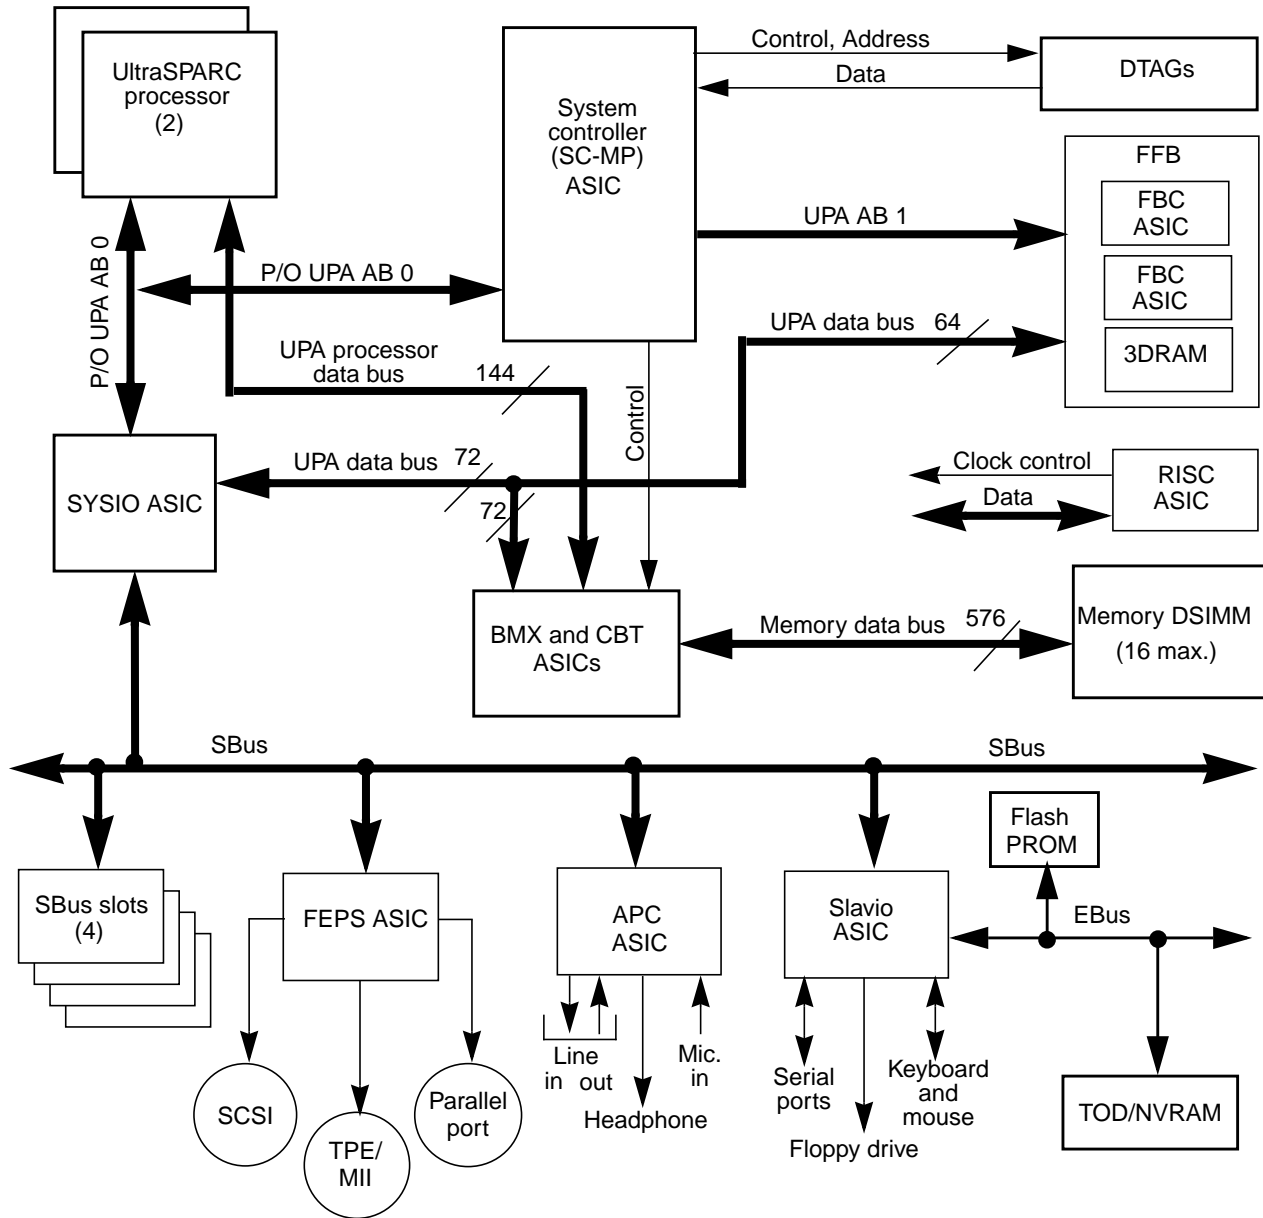 UltraSPARC
processor
(2)
System
controller
(SC-MP)
ASIC
Control, Address
Data
DTAGs
FFB
FBC
ASIC
FBC
ASIC
3DRAM
UPA AB 1
P/O UPA AB 0
P/O UPA AB 0
UPA data bus 64
UPA processor
data bus
144
Control
UPA data bus 72
72
SYSIO ASIC
Clock control
Data
RISC
ASIC
BMX and CBT
ASICs
Memory data bus 576
Memory DSIMM
(16 max.)
SBus
SBus
Flash
PROM
SBus slots
(4)
FEPS ASIC
APC
ASIC
Slavio
ASIC
EBus
SCSI
TPE/
MII
Parallel
port
Line
in out
Headphone
Mic.
in
Serial
ports
Floppy drive
Keyboard
and
mouse
TOD/NVRAM